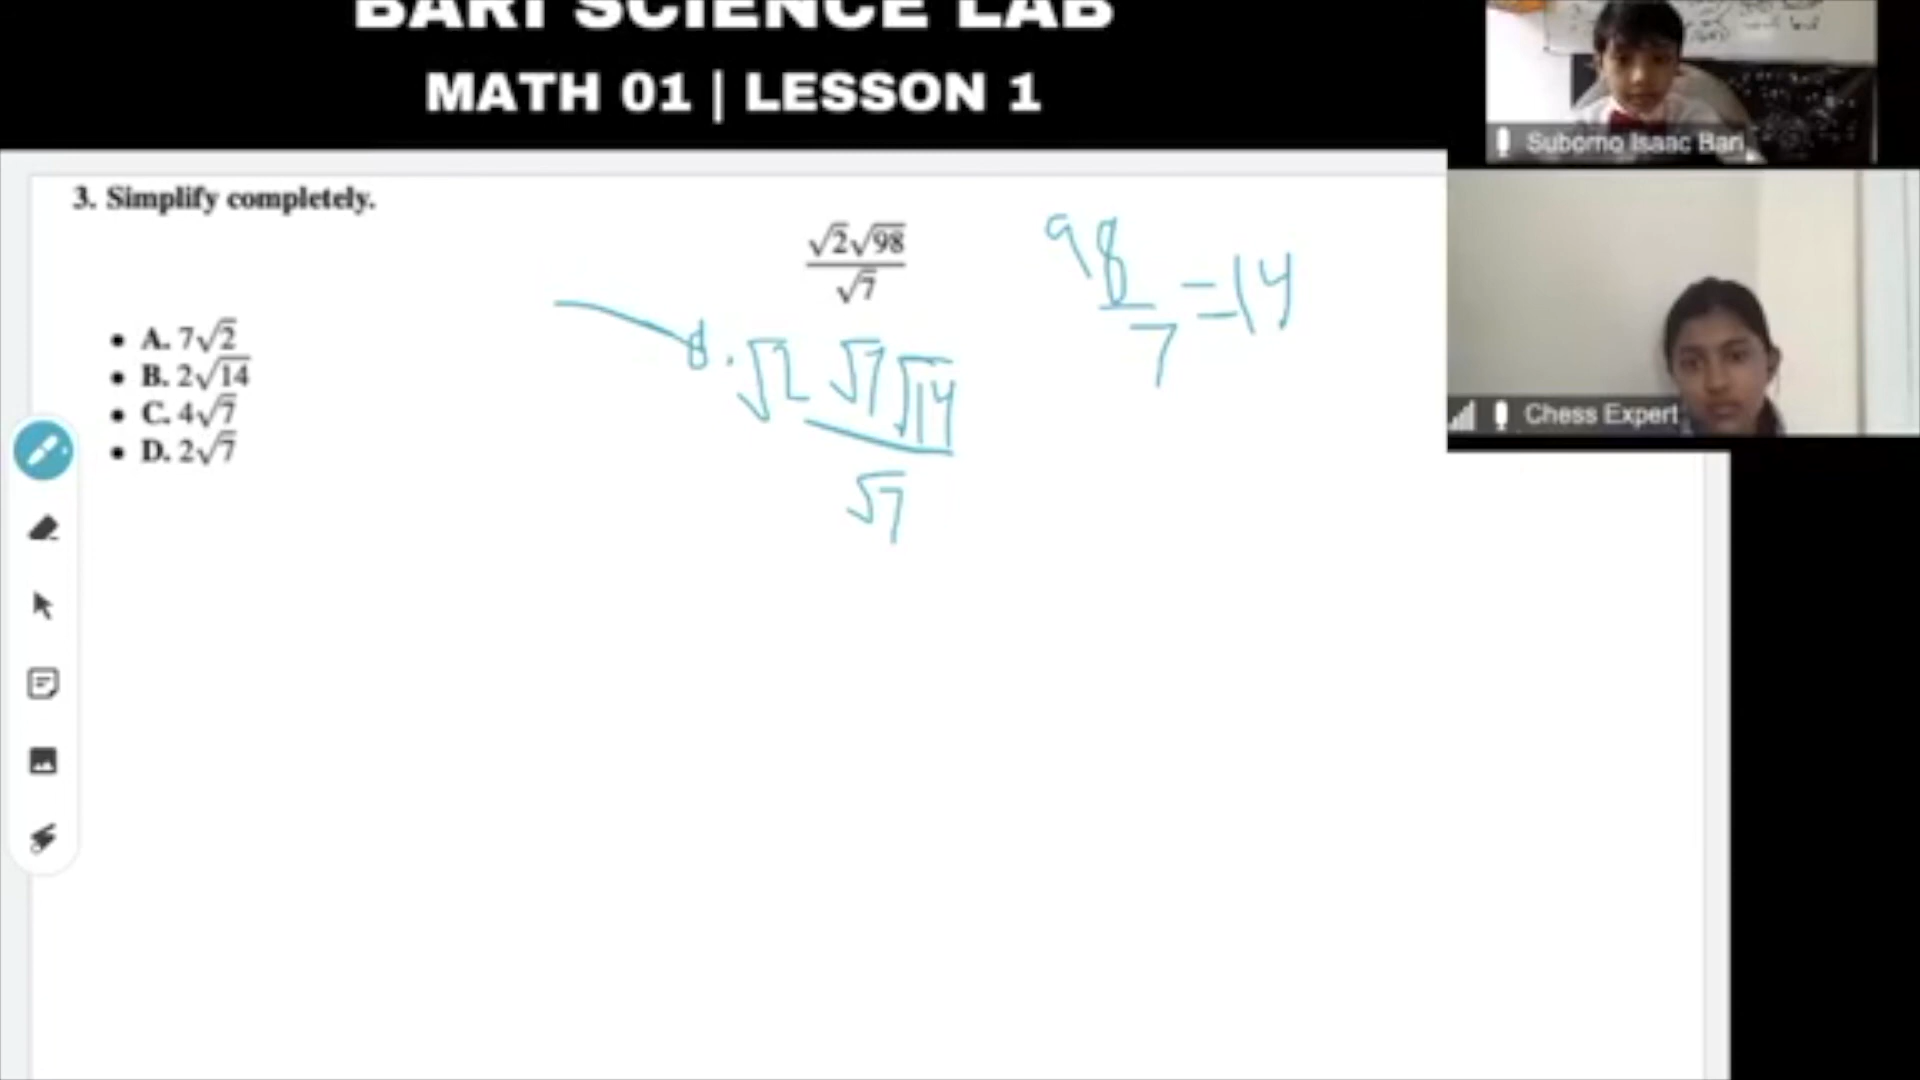 BARI SCIENCE LAB
MATH 01 | LESSON 1
Suborno Isaac Bari
Chess Expert
3. Simplify completely.
√2√98
√7
98
7
=14
• A. 7√2
• B. 2√14
• C. 4√7
• D. 2√7
√2 √7√14
√7